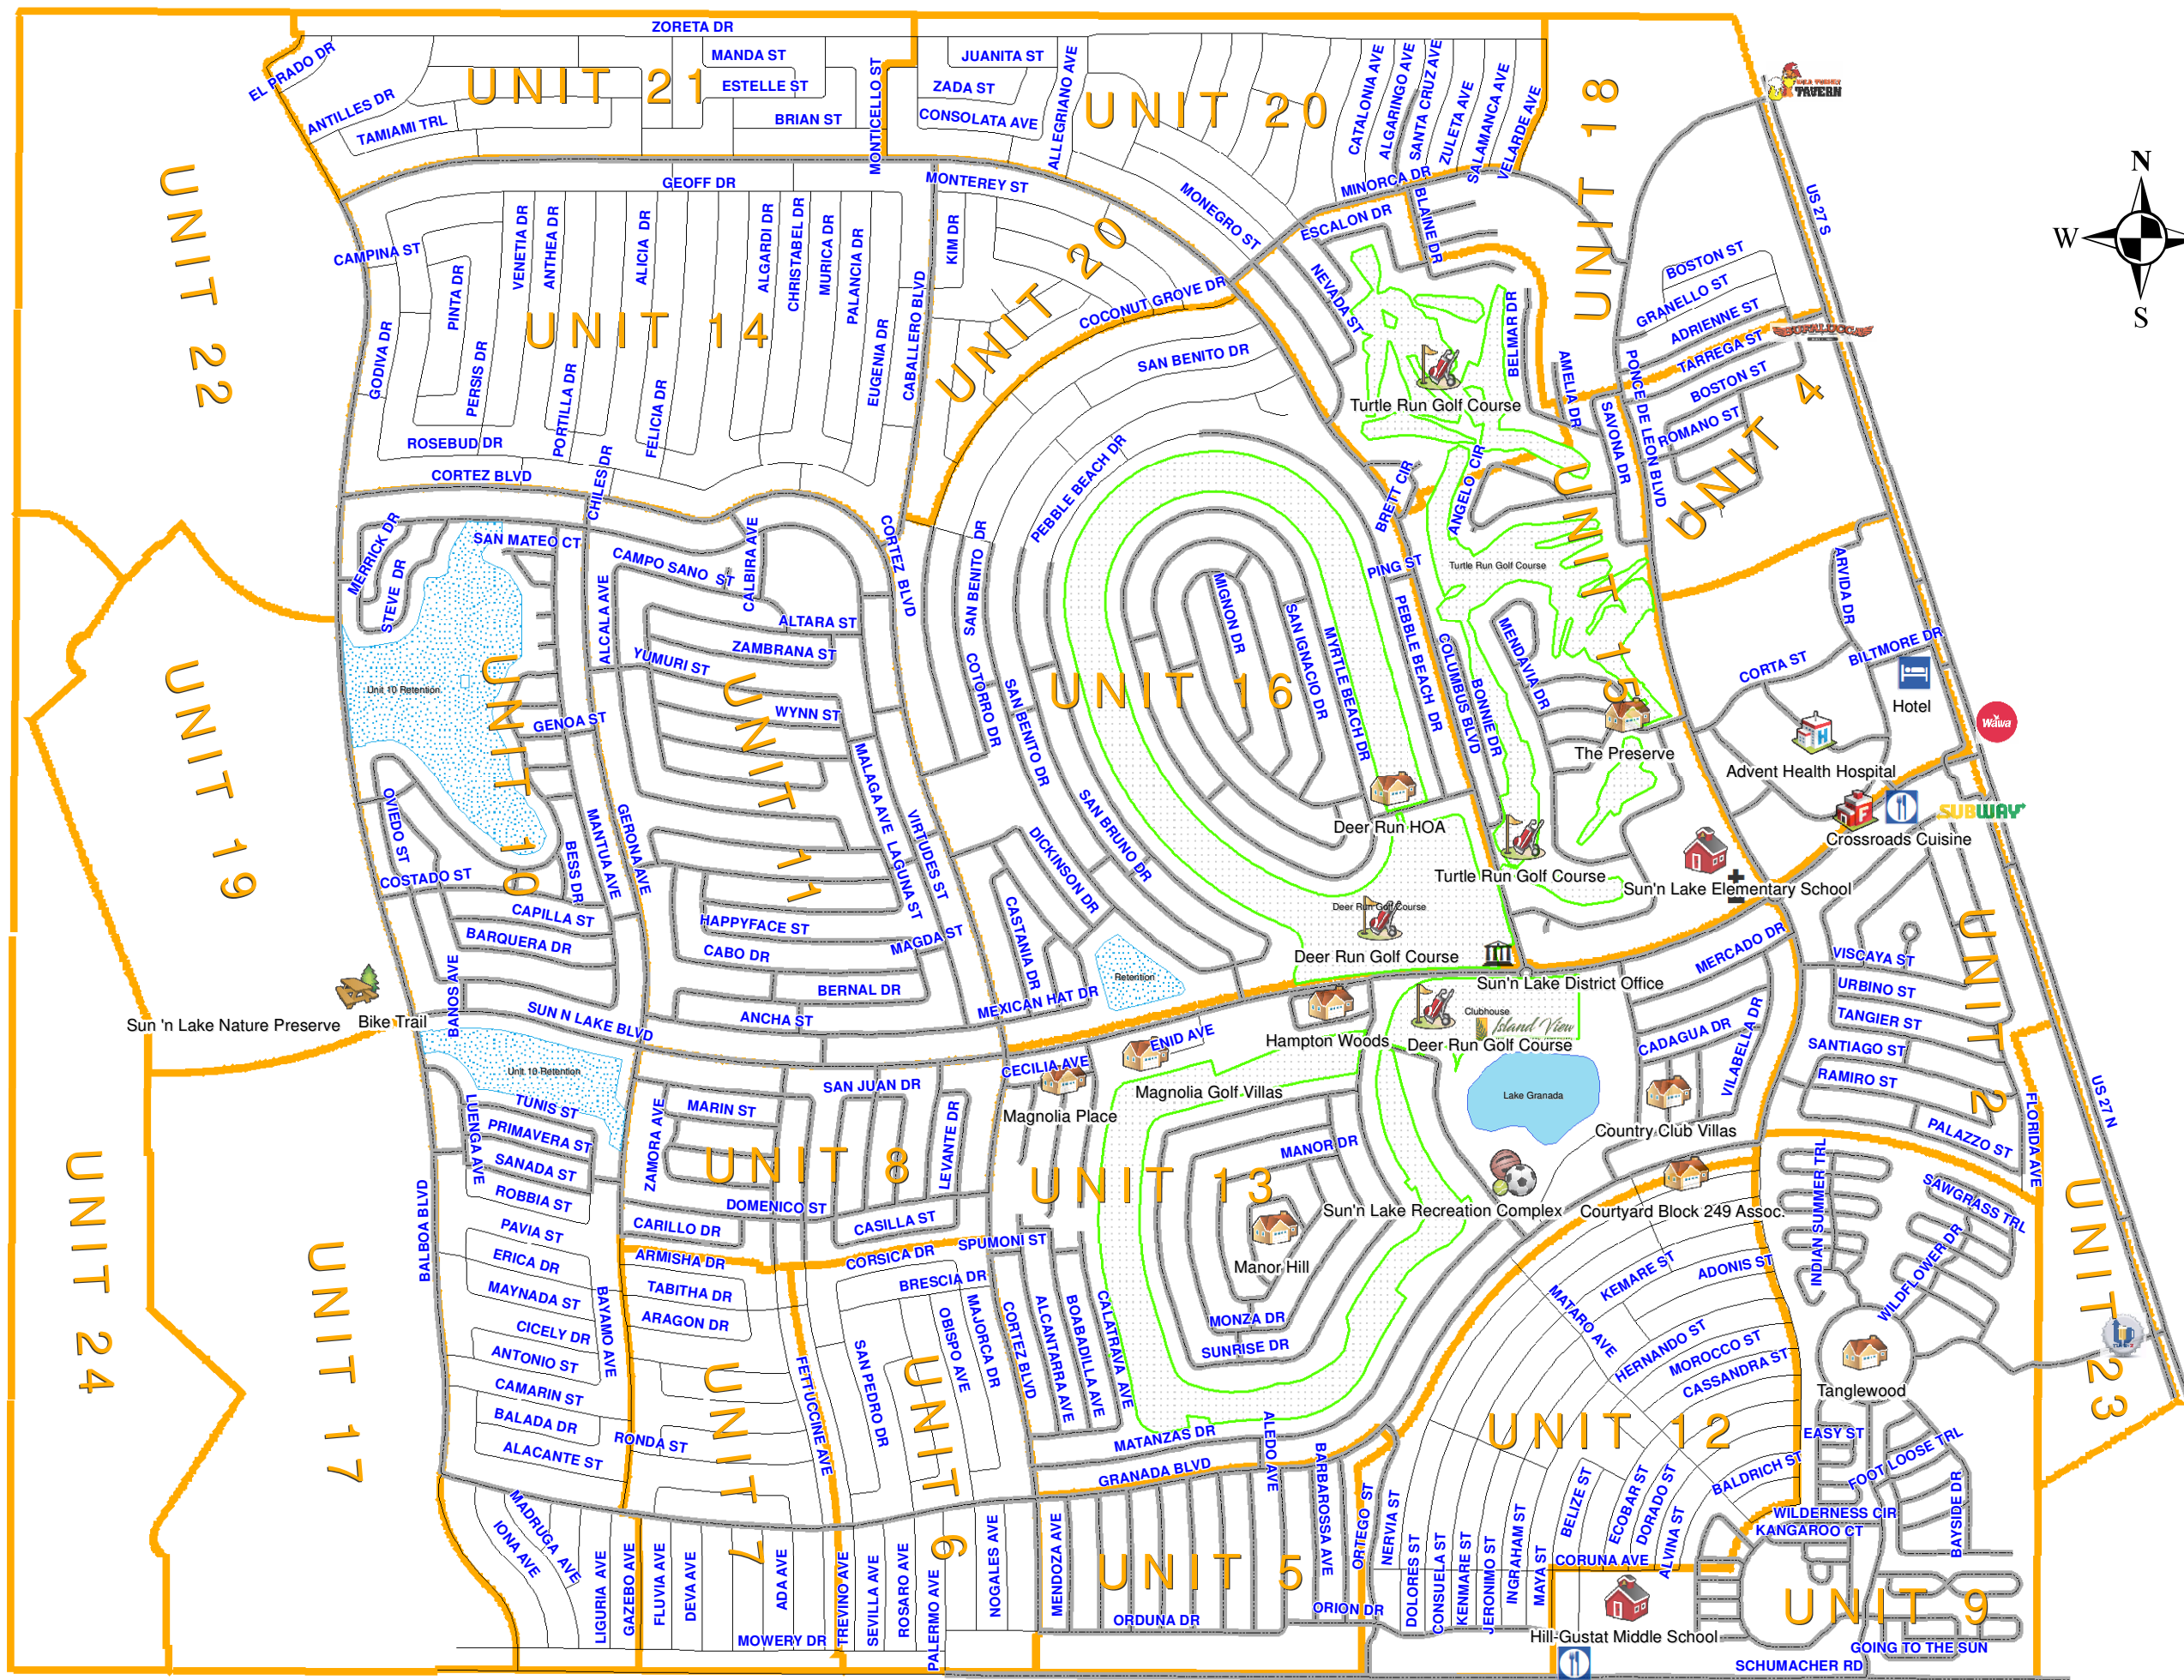 ZORETA DR
MANDA ST
JUANITA ST
EL PRADO DR
UNIT 21
ESTELLE ST
ZADA ST
ANTILLES DR
TAMIAMI TRL
BRIAN ST
MONTICELLO ST
CONSOLATA AVE
ALLEGRIANO AVE
UNIT 20
CATALONIA AVE
ALGARINGO AVE
SANTA CRUZ AVE
ZULETA AVE
SALAMANCA AVE
VELARDE AVE
UNIT 18
TAVERN
US 27 S
N
W
S
UNIT 22
GEOFF DR
MONTEREY ST
MONEGRO ST
MINORCA DR
ESCALON DR
BLAINE DR
CAMPINA ST
PINTA DR
VENETIA DR
ANTHEA DR
ALICIA DR
ALGARDI DR
CHRISTABEL DR
MURICA DR
PALANCIA DR
KIM DR
UNIT 20
NEVADA ST
BOSTON ST
GRANELLO ST
ADRIENNE ST
TARREGA ST
BOSTON ST
ROMANO ST
UNIT 4
GODIVA DR
PERSIS DR
UNIT 14
PORTILLA DR
FELICIA DR
EUGENIA DR
CABALLERO BLVD
COCONUT GROVE DR
SAN BENITO DR
BELMAR DR
AMELIA DR
SAVONA DR
PONCE DE LEON BLVD
Turtle Run Golf Course
ROSEBUD DR
CORTEZ BLVD
CHILES DR
PEBBLE BEACH DR
BRETT CIR
ANGELO CIR
UNIT 15
MERRICK DR
STEVE DR
SAN MATEO CT
CAMPO SANO ST
CALBIRA AVE
CORTEZ BLVD
SAN BENITO DR
PING ST
Turtle Run Golf Course
ARVIDA DR
ALCALA AVE
ALTARA ST
ZAMBRANA ST
YUMURI ST
MIGNON DR
SAN IGNACIO DR
MYRTLE BEACH DR
PEBBLE BEACH DR
COLUMBUS BLVD
BONNIE DR
MENDAVIA DR
CORTA ST
BILTMORE DR
Hotel
Wawa
UNIT 19
Unit 10 Retention
UNIT 10
GENOA ST
UNIT 11
WYNN ST
COTORRO DR
SAN BENITO DR
UNIT 16
The Preserve
Advent Health Hospital
OVIEDO ST
MANTUA AVE
GERONA AVE
MALAGA AVE
LAGUNA ST
VIRTUDES ST
DICKINSON DR
SAN BRUNO DR
Deer Run HOA
SUBWAY
Crossroads Cuisine
COSTADO ST
BESS DR
Turtle Run Golf Course
Sun'n Lake Elementary School
CAPILLA ST
BARQUERA DR
HAPPYFACE ST
CABO DR
MAGDA ST
CASTANIA DR
Deer Run Golf Course
Deer Run Golf Course
MERCADO DR
VISCAYA ST
UNIT 2
BANOS AVE
BERNAL DR
MEXICAN HAT DR
Retention
Sun'n Lake District Office
URBINO ST
Sun 'n Lake Nature Preserve
Bike Trail
SUN N LAKE BLVD
ANCHA ST
ENID AVE
Hampton Woods
Clubhouse
Island View
Deer Run Golf Course
CADAGUA DR
VILABELLA DR
TANGIER ST
SANTIAGO ST
RAMIRO ST
PALAZZO ST
FLORIDA AVE
US 27 N
Unit 10 Retention
CECILIA AVE
Magnolia Place
Magnolia Golf Villas
Lake Granada
Country Club Villas
LUENGA AVE
TUNIS ST
PRIMAVERA ST
SANADA ST
ROBBIA ST
ZAMORA AVE
MARIN ST
SAN JUAN DR
UNIT 8
LEVANTE DR
UNIT 13
MANOR DR
UNIT 24
UNIT 17
BALBOA BLVD
PAVIA ST
CARILLO DR
DOMENICO ST
CASILLA ST
Sun'n Lake Recreation Complex
Courtyard Block 249 Assoc.
INDIAN SUMMER TRL
SAWGRASS TRL
WILDFLOWER DR
UNIT 23
ERICA DR
ARMISHA DR
CORSICA DR
SPUMONI ST
Manor Hill
KEMARE ST
ADONIS ST
MAYNADA ST
BAYAMO AVE
TABITHA DR
BRESCIA DR
OBISPO AVE
MAJORCA DR
CORTEZ BLVD
ALCANTARRA AVE
BOABADILLA AVE
CALATRAVA AVE
MONZA DR
SUNRISE DR
MATARO AVE
HERNANDO ST
MOROCCO ST
CASSANDRA ST
Tanglewood
CICELY DR
ARAGON DR
ANTONIO ST
CAMARIN ST
BALADA DR
ALACANTE ST
RONDA ST
UNIT 7
FETTUCCINE AVE
SAN PEDRO DR
UNIT 6
MATANZAS DR
GRANADA BLVD
ALEDO AVE
BARBAROSSA AVE
UNIT 12
BALDRICH ST
EASY ST
FOOT LOOSE TRL
BAYSIDE DR
WILDERNESS CIR
KANGAROO CT
MADRUGA AVE
IONA AVE
LIGURIA AVE
GAZEBO AVE
FLUVIA AVE
DEVA AVE
ADA AVE
TREVINO AVE
SEVILLA AVE
ROSARO AVE
PALERMO AVE
NOGALES AVE
MENDOZA AVE
UNIT 5
ORTEGO ST
NERVIA ST
DOLORES ST
CONSUELA ST
KENMARE ST
JERONIMO ST
INGRAHAM ST
MAYA ST
BELIZE ST
ECOBAR ST
DORADO ST
ALVINA ST
CORUNA AVE
UNIT 9
MOWERY DR
ORDUNA DR
ORION DR
Hill-Gustat Middle School
GOING TO THE SUN
SCHUMACHER RD